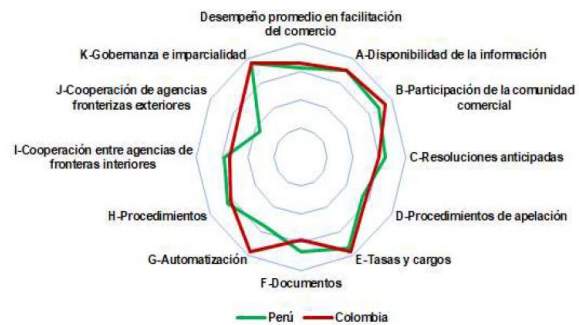 Desempeño promedio en facilitación
del comercio
K-Gobernanza e imparcialidad
A-Disponibilidad de la información
J-Cooperación de agencias
fronterizas exteriores
B-Participación de la comunidad
comercial
I-Cooperación entre agencias de
fronteras interiores
C-Resoluciones anticipadas
H-Procedimientos
D-Procedimientos de apelación
G-Automatización
E-Tasas y cargos
F-Documentos
Perú
Colombia